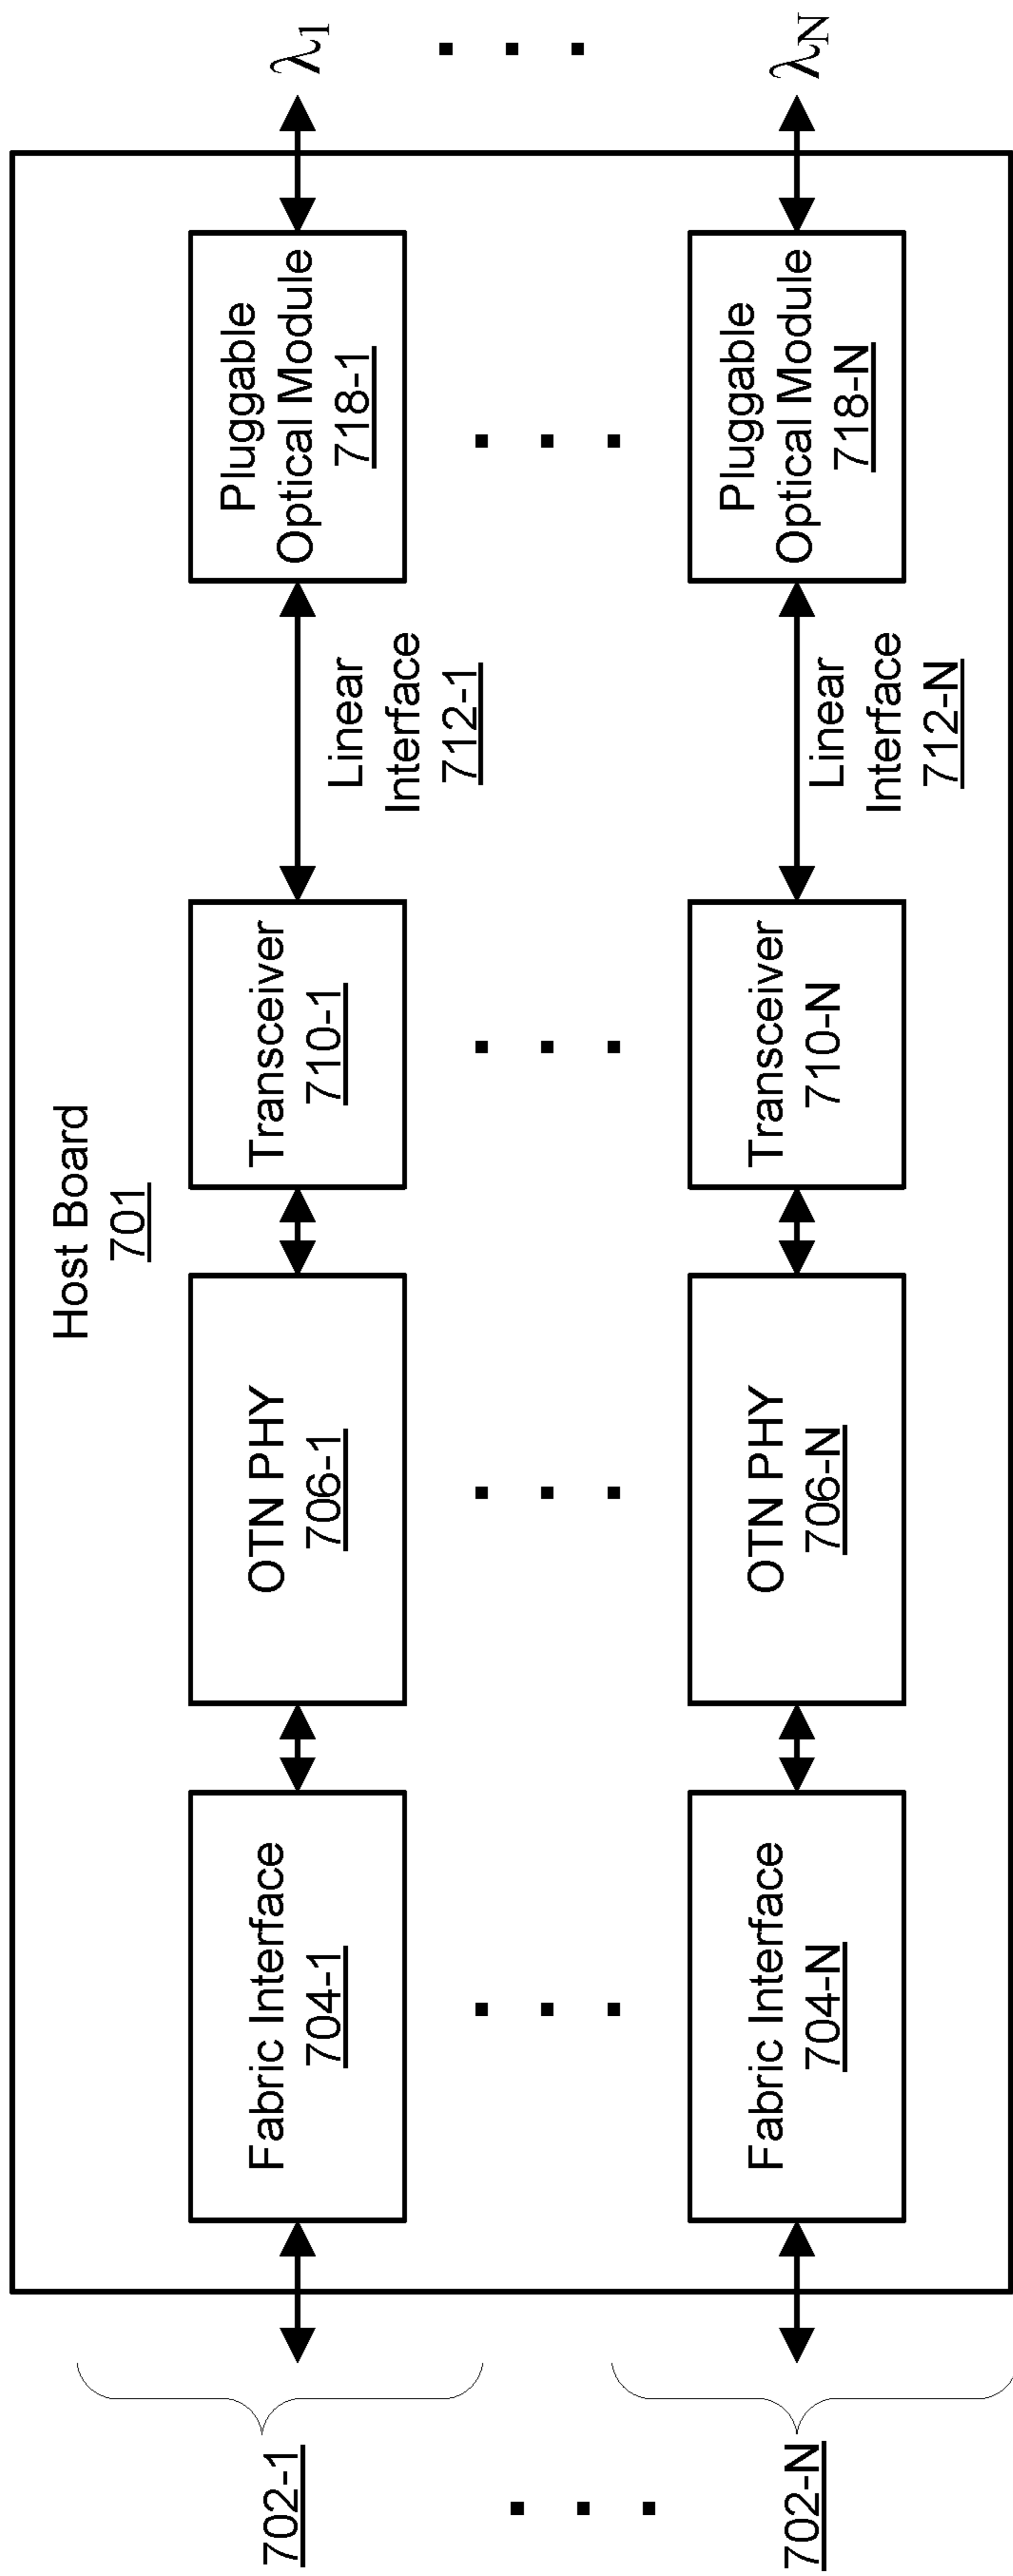 Host Board
701
702-1
Fabric Interface
704-1
OTN PHY
706-1
Transceiver
710-1
Linear
Interface
712-1
Pluggable
Optical Module
718-1
λ1
702-N
Fabric Interface
704-N
OTN PHY
706-N
Transceiver
710-N
Linear
Interface
712-N
Pluggable
Optical Module
718-N
λN